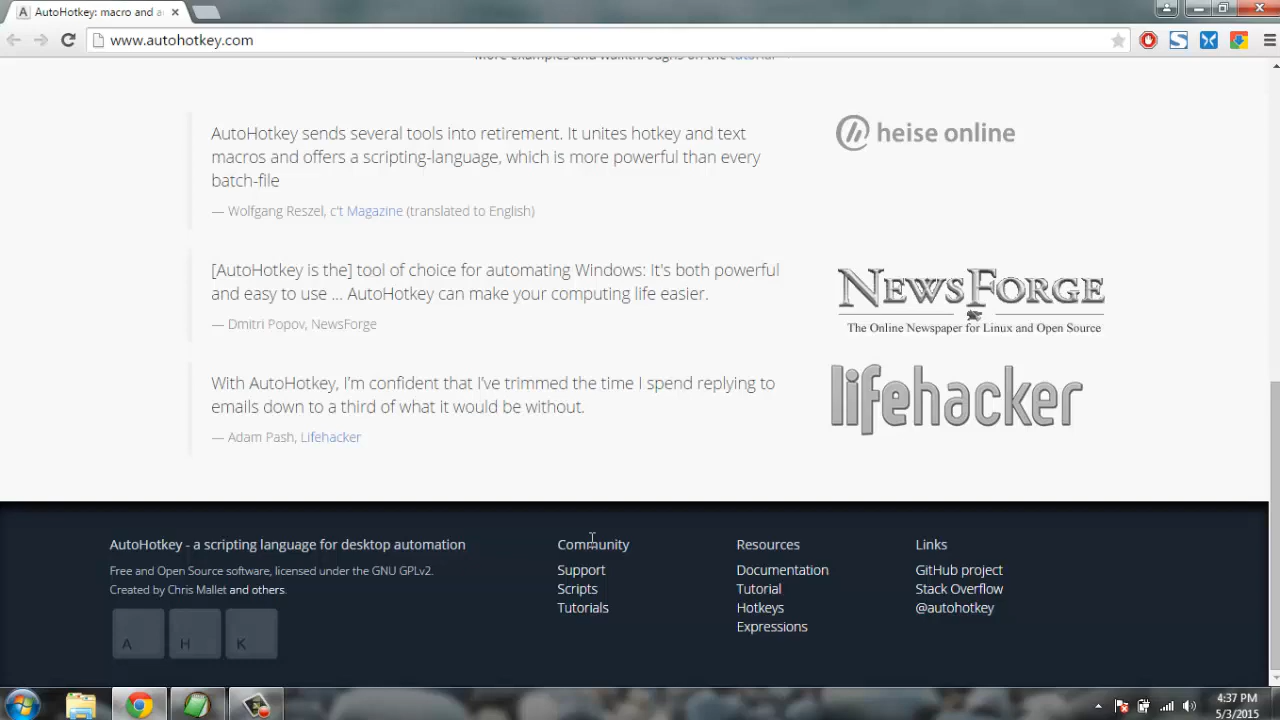 AutoHotkey: macro and a
www.autohotkey.com
More examples and walkthroughs on the tutorial
AutoHotkey sends several tools into retirement. It unites hotkey and text
macros and offers a scripting-language, which is more powerful than every
batch-file
— Wolfgang Reszel, c't Magazine (translated to English)
heise online
[AutoHotkey is the] tool of choice for automating Windows: It's both powerful
and easy to use ... AutoHotkey can make your computing life easier.
— Dmitri Popov, NewsForge
NEWSFORGE
The Online Newspaper for Linux and Open Source
With AutoHotkey, I'm confident that I've trimmed the time I spend replying to
emails down to a third of what it would be without.
— Adam Pash, Lifehacker
lifehacker
AutoHotkey - a scripting language for desktop automation
Free and Open Source software, licensed under the GNU GPLv2.
Created by Chris Mallet and others.
A H K
Community
Support
Scripts
Tutorials
Resources
Documentation
Tutorial
Hotkeys
Expressions
Links
GitHub project
Stack Overflow
@autohotkey
4:37 PM
5/3/2015